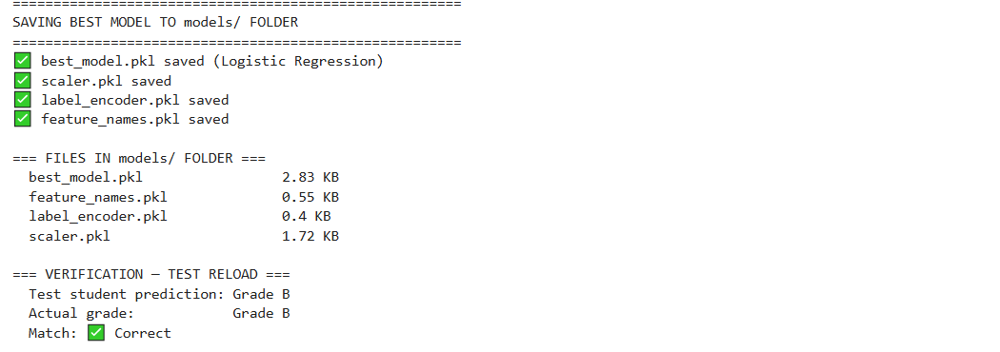 =======================================================
SAVING BEST MODEL TO models/ FOLDER
=======================================================
✅ best_model.pkl saved (Logistic Regression)
✅ scaler.pkl saved
✅ label_encoder.pkl saved
✅ feature_names.pkl saved
=== FILES IN models/ FOLDER ===
best_model.pkl 2.83 KB
feature_names.pkl 0.55 KB
label_encoder.pkl 0.4 KB
scaler.pkl 1.72 KB
=== VERIFICATION — TEST RELOAD ===
Test student prediction: Grade B
Actual grade: Grade B
Match: ✅ Correct